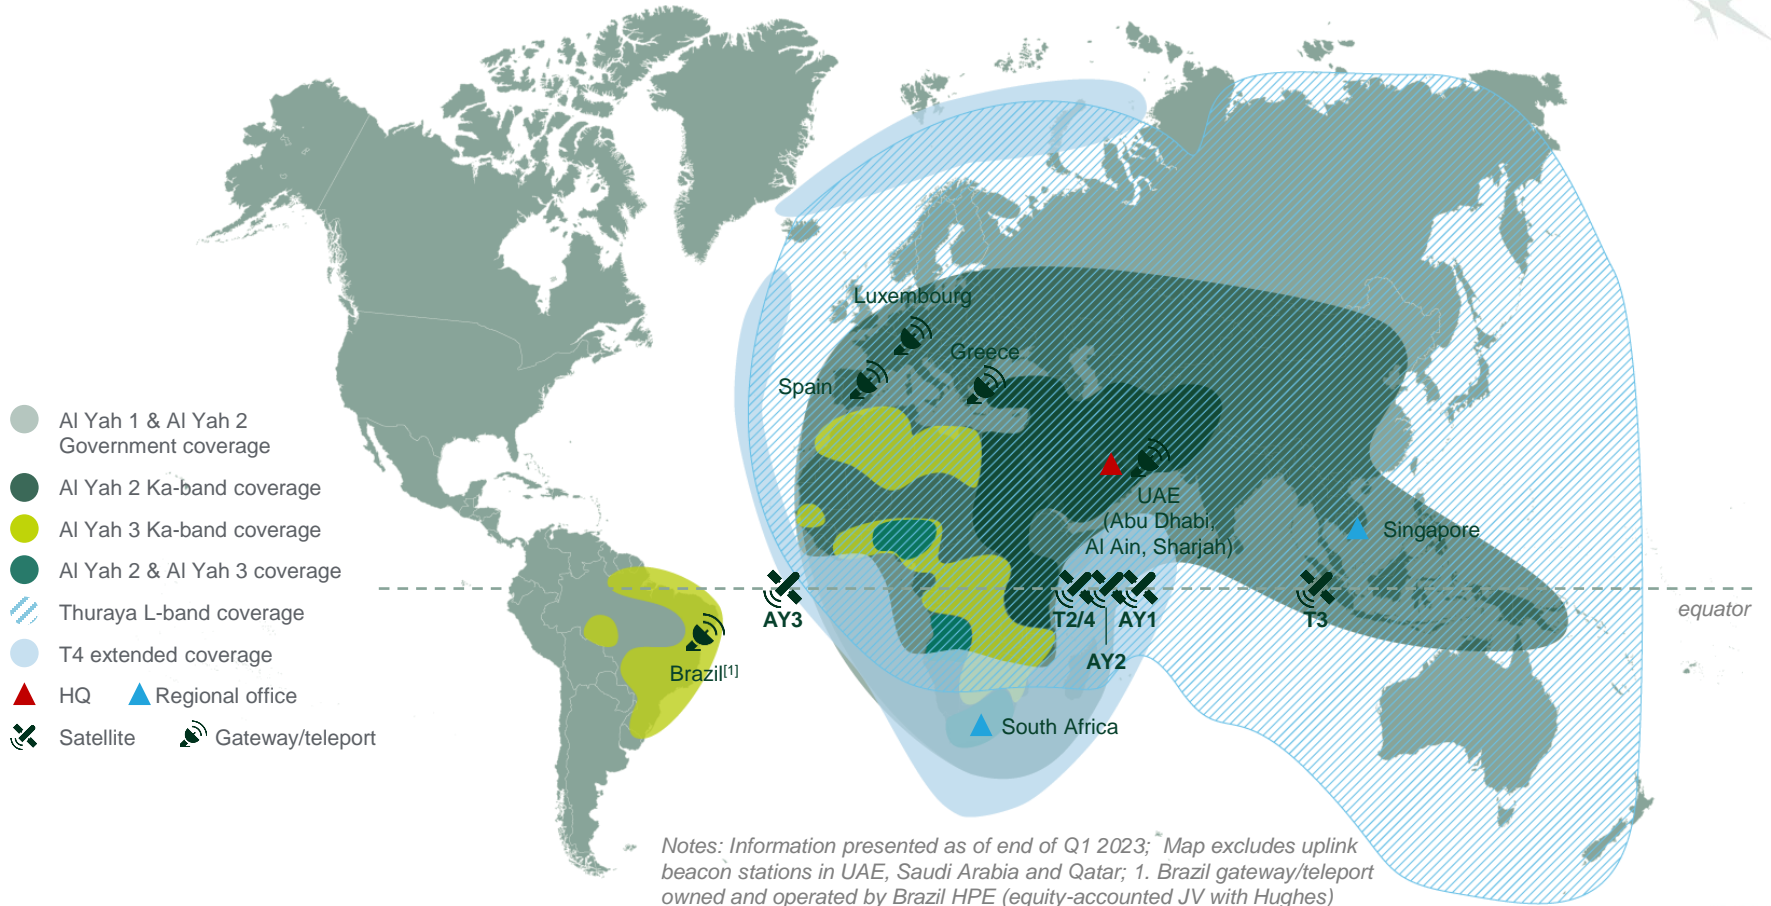 Luxembourg
Greece
Spain
Al Yah 1 & Al Yah 2
Government coverage
Al Yah 2 Ka-band coverage
Al Yah 3 Ka-band coverage
Al Yah 2 & Al Yah 3 coverage
Thuraya L-band coverage
T4 extended coverage
HQ Regional office
Satellite Gateway/teleport
UAE
(Abu Dhabi,
Al Ain, Sharjah)
Singapore
equator
AY3 T2/4 AY1 T3
AY2
Brazil[1]
South Africa
Notes: Information presented as of end of Q1 2023; Map excludes uplink
beacon stations in UAE, Saudi Arabia and Qatar; 1. Brazil gateway/teleport
owned and operated by Brazil HPE (equity-accounted JV with Hughes)